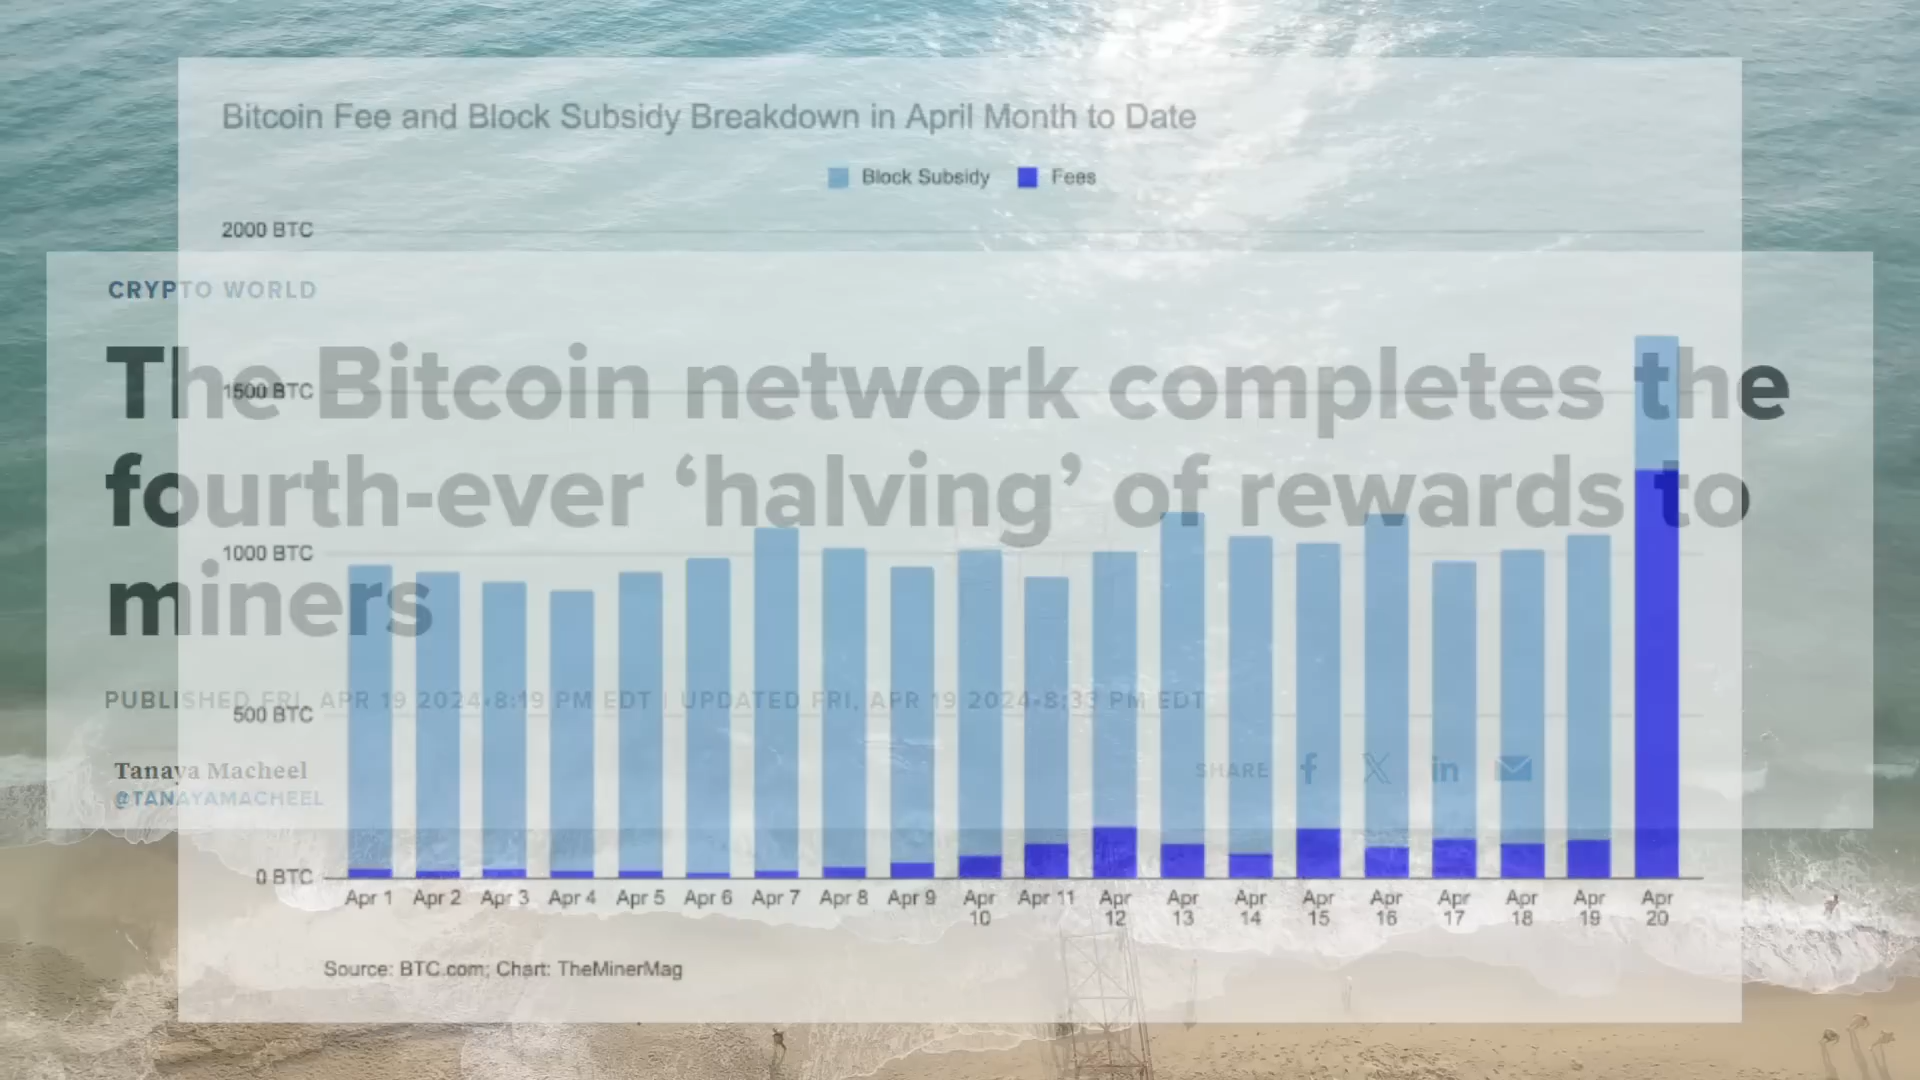 Bitcoin Fee and Block Subsidy Breakdown in April Month to Date
Block Subsidy Fees
2000 BTC
1500 BTC
1000 BTC
500 BTC
0 BTC
Apr 1 Apr 2 Apr 3 Apr 4 Apr 5 Apr 6 Apr 7 Apr 8 Apr 9 Apr 10 Apr 11 Apr 12 Apr 13 Apr 14 Apr 15 Apr 16 Apr 17 Apr 18 Apr 19 Apr 20
Source: BTC.com; Chart: TheMinerMag
CRYPTO WORLD
The Bitcoin network completes the
fourth-ever ‘halving’ of rewards to
miners
PUBLISHED FRI, APR 19 2024•8:19 PM EDT | UPDATED FRI, APR 19 2024•8:33 PM EDT
Tanaya Macheel
@TANAYAMACHEEL
SHARE